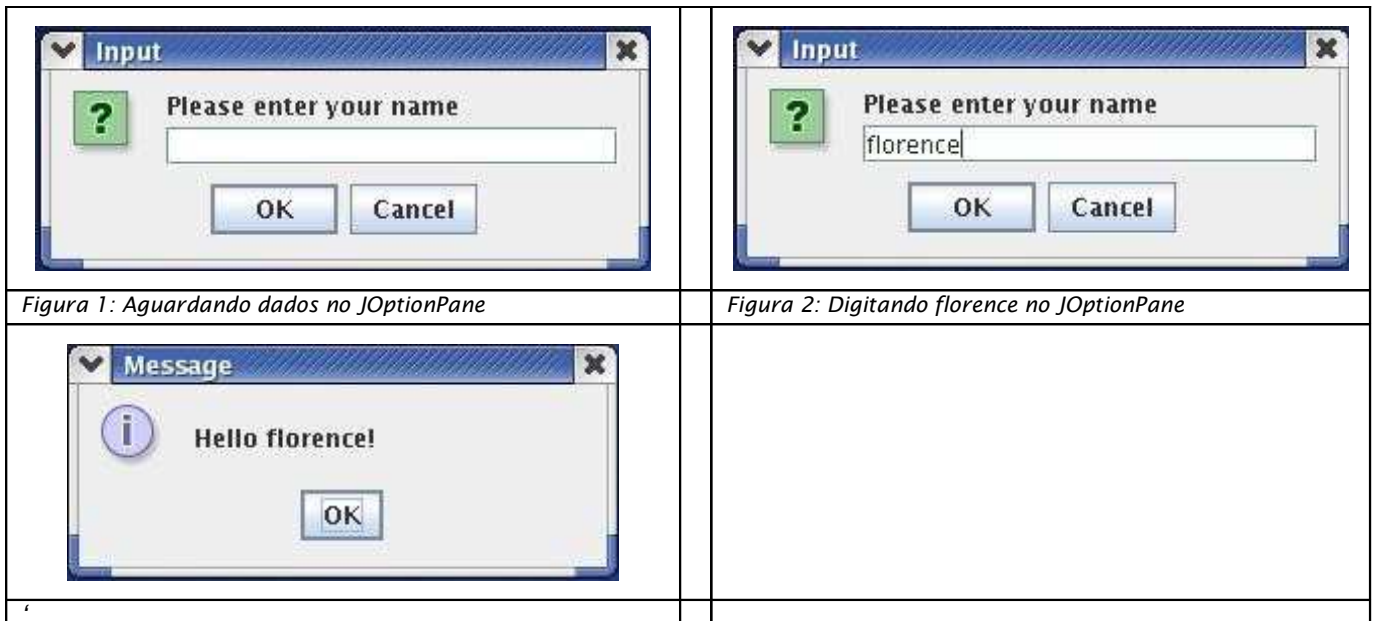 Input
?
Please enter your name
OK Cancel
Figura 1: Aguardando dados no JOptionPane
Input
?
Please enter your name
florence
OK Cancel
Figura 2: Digitando florence no JOptionPane
Message
i
Hello florence!
OK
‘